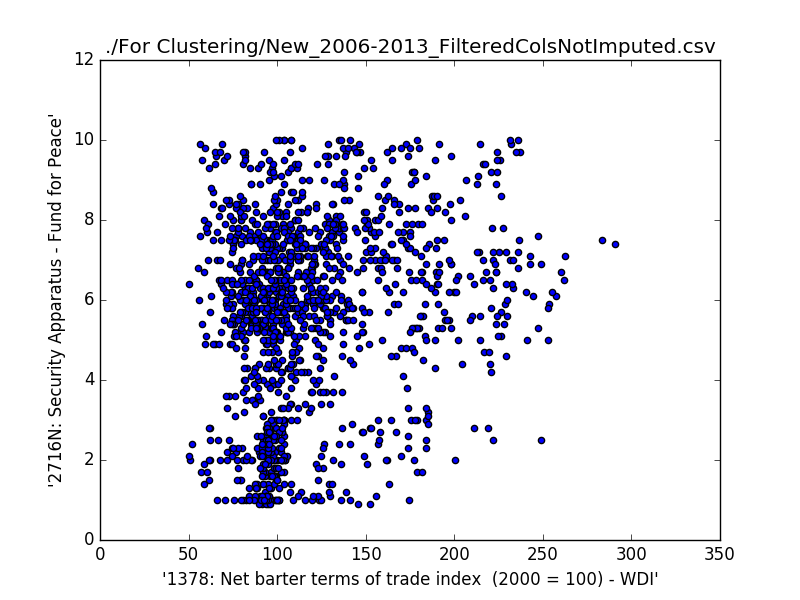 ./For Clustering/New_2006-2013_FilteredColsNotImputed.csv
12
10
8
6
4
2
0
'2716N: Security Apparatus - Fund for Peace'
0 50 100 150 200 250 300 350
'1378: Net barter terms of trade index  (2000 = 100) - WDI'